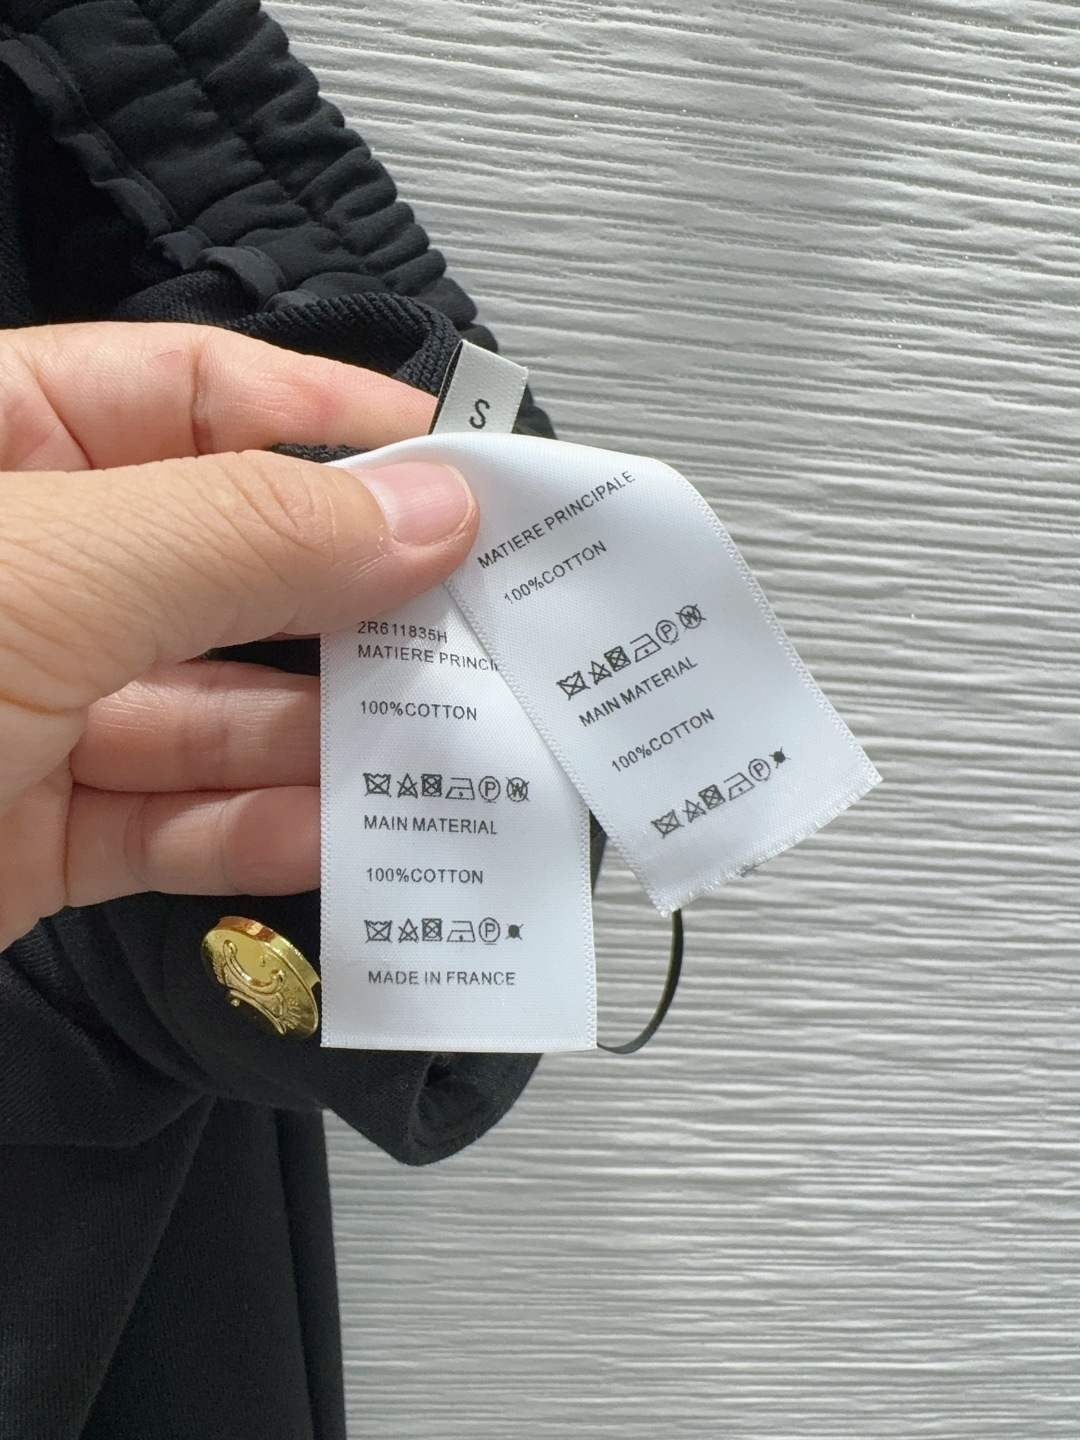 S
MATIERE PRINCIPALE
100%COTTON
P W
MAIN MATERIAL
100%COTTON
P
2R611835H
MATIERE PRINCI
100%COTTON
P W
MAIN MATERIAL
100%COTTON
P
MADE IN FRANCE